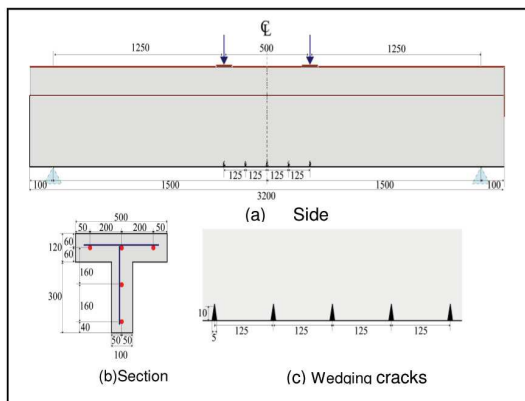 ℄
1250 500 1250
125 125 125 125
100 1500 1500 100
3200
(a) Side
500
50 200 200 50
120 60 60
300 160 160 40
50 50
100
(b)Section
10
5
125 125 125 125
(c) Wedging cracks